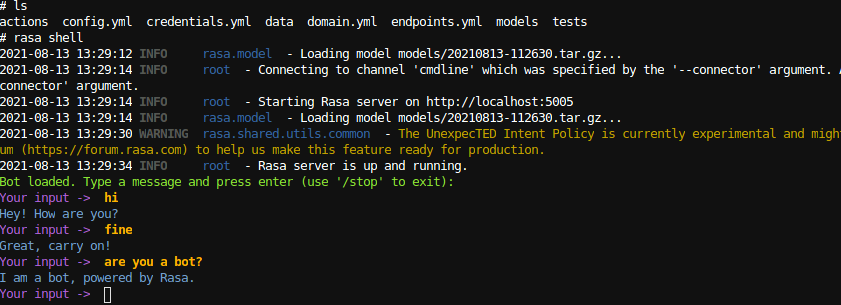 # ls
actions  config.yml  credentials.yml  data  domain.yml  endpoints.yml  models  tests
# rasa shell
2021-08-13 13:29:12 INFO     rasa.model  - Loading model models/20210813-112630.tar.gz...
2021-08-13 13:29:14 INFO     root  - Connecting to channel 'cmdline' which was specified by the '--connector' argument. A
connector' argument.
2021-08-13 13:29:14 INFO     root  - Starting Rasa server on http://localhost:5005
2021-08-13 13:29:14 INFO     rasa.model  - Loading model models/20210813-112630.tar.gz...
2021-08-13 13:29:30 WARNING  rasa.shared.utils.common  - The UnexpecTED Intent Policy is currently experimental and migh
um (https://forum.rasa.com) to help us make this feature ready for production.
2021-08-13 13:29:34 INFO     root  - Rasa server is up and running.
Bot loaded. Type a message and press enter (use '/stop' to exit):
Your input ->  hi
Hey! How are you?
Your input ->  fine
Great, carry on!
Your input ->  are you a bot?
I am a bot, powered by Rasa.
Your input ->